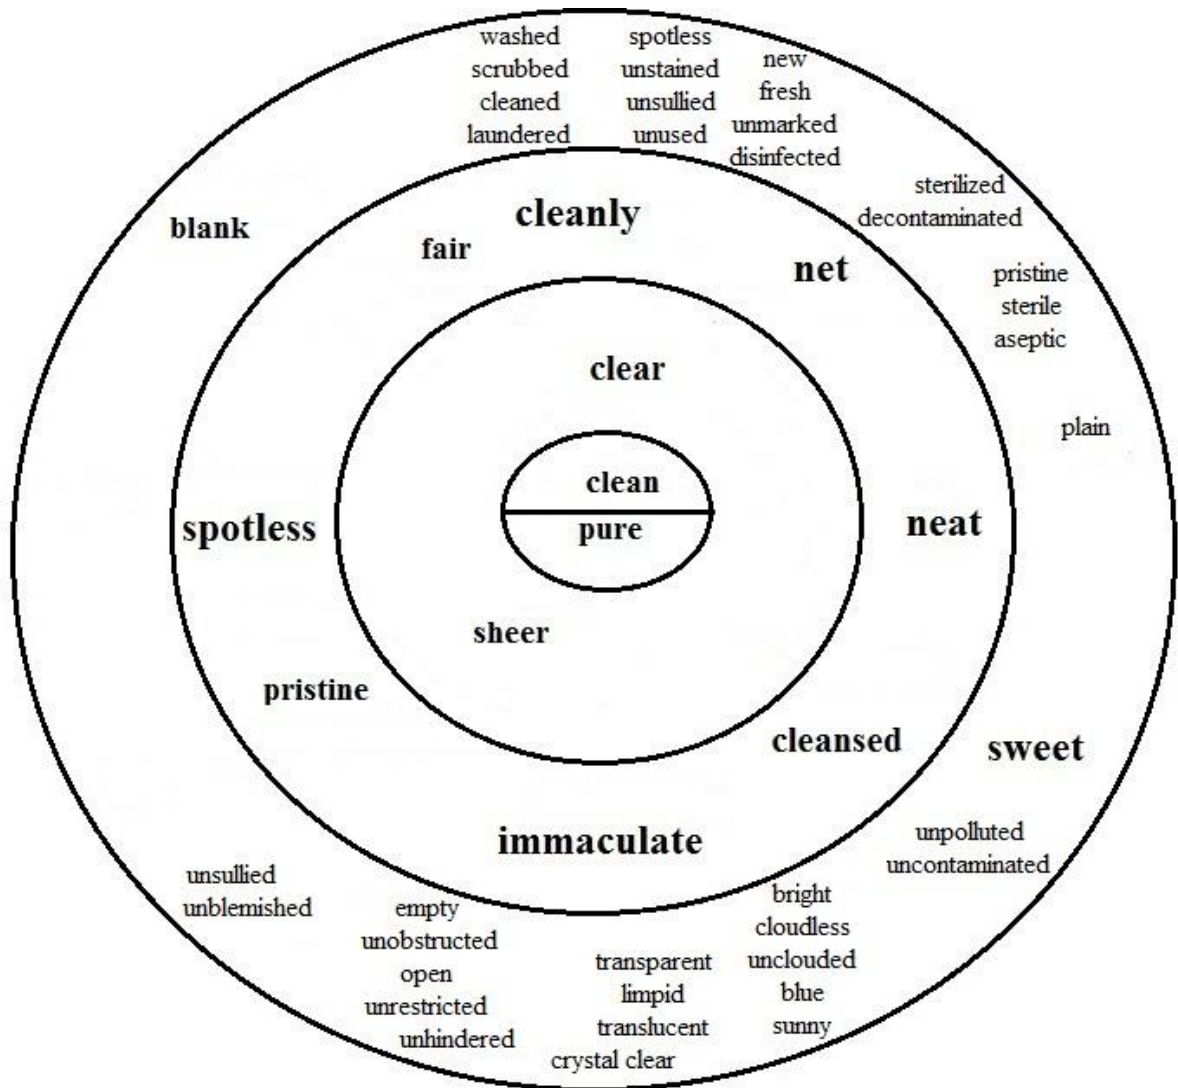 washed
scrubbed
cleaned
laundered
spotless
unstained
unsullied
unused
new
fresh
unmarked
disinfected
sterilized
decontaminated
blank
cleanly
fair
net
pristine
sterile
aseptic
clear
plain
clean
pure
spotless
neat
sheer
pristine
cleansed
sweet
immaculate
unpolluted
uncontaminated
unsullied
unblemished
empty
unobstructed
open
unrestricted
unhindered
transparent
limpid
translucent
crystal clear
bright
cloudless
unclouded
blue
sunny